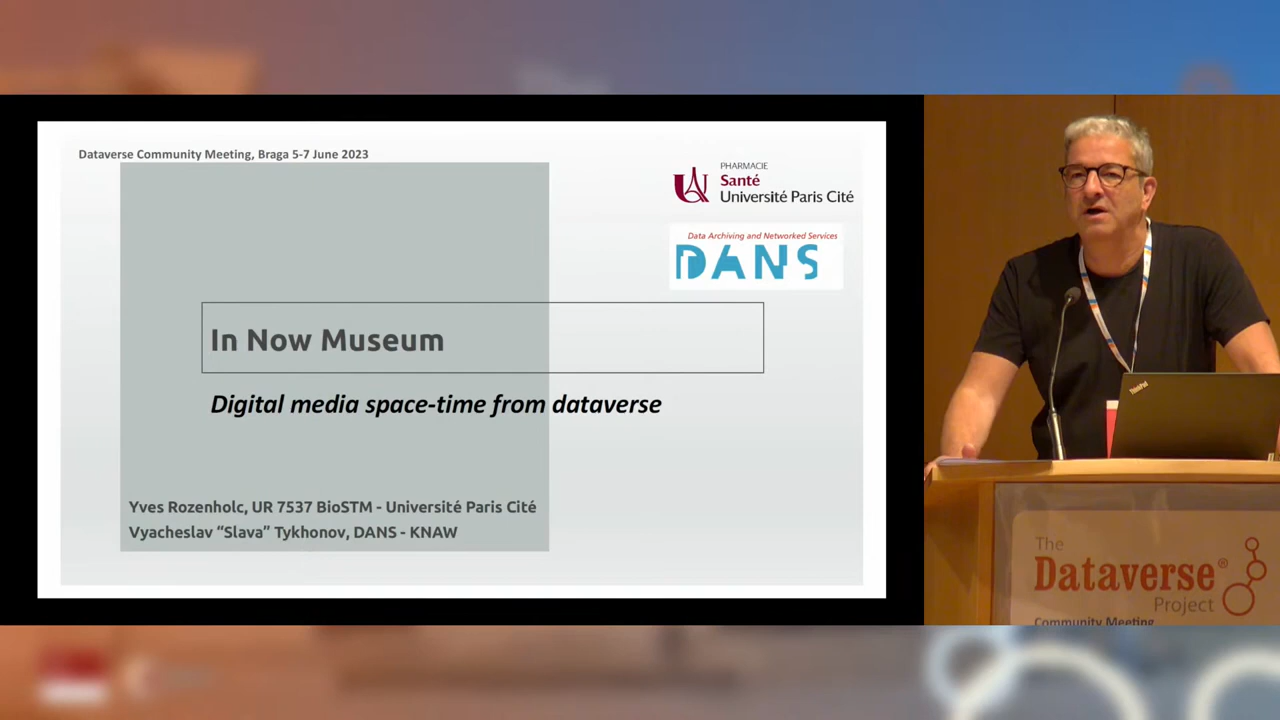 Dataverse Community Meeting, Braga 5-7 June 2023
PHARMACIE
Santé
Université Paris Cité
Data Archiving and Networked Services
DANS
In Now Museum
Digital media space-time from dataverse
Yves Rozenholc, UR 7537 BioSTM - Université Paris Cité
Vyacheslav “Slava” Tykhonov, DANS - KNAW
ThinkPad
The
Dataverse®
Project
Community Meeting